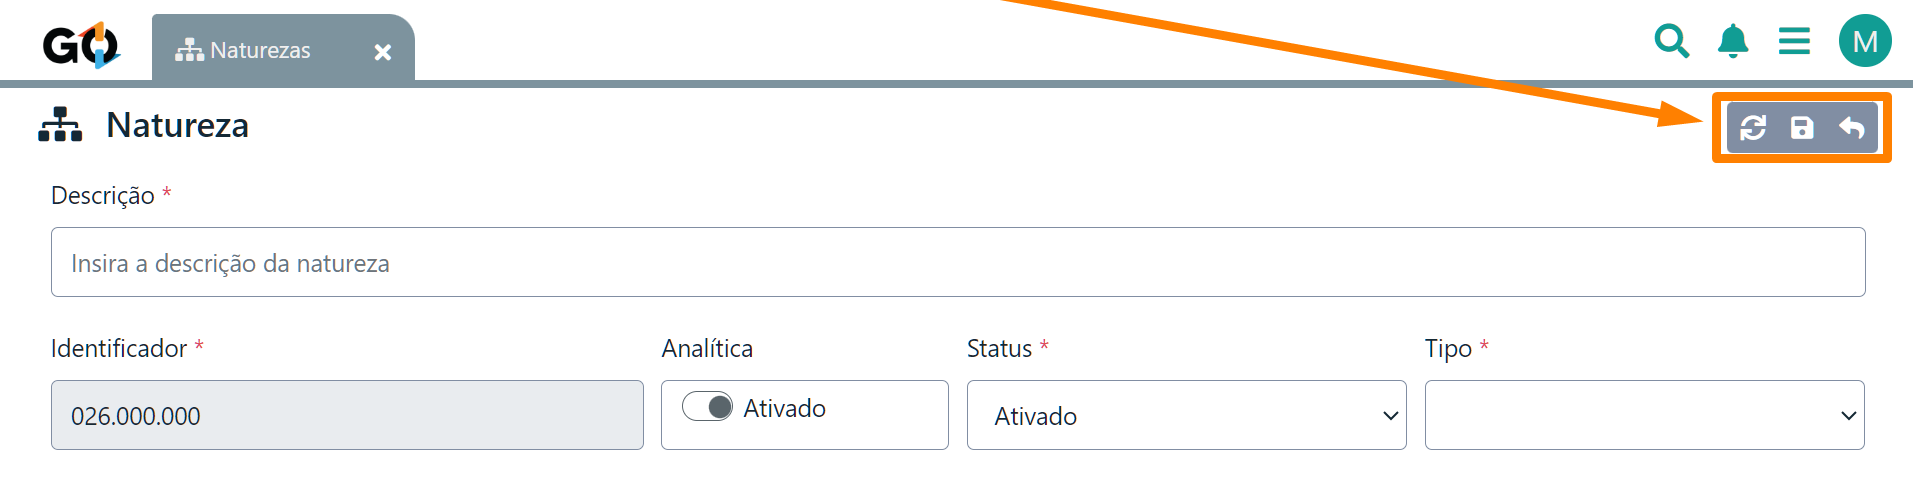 GO Naturezas M
Natureza
Descrição *
Insira a descrição da natureza
Identificador * Analítica Status * Tipo *
026.000.000 Ativado Ativado